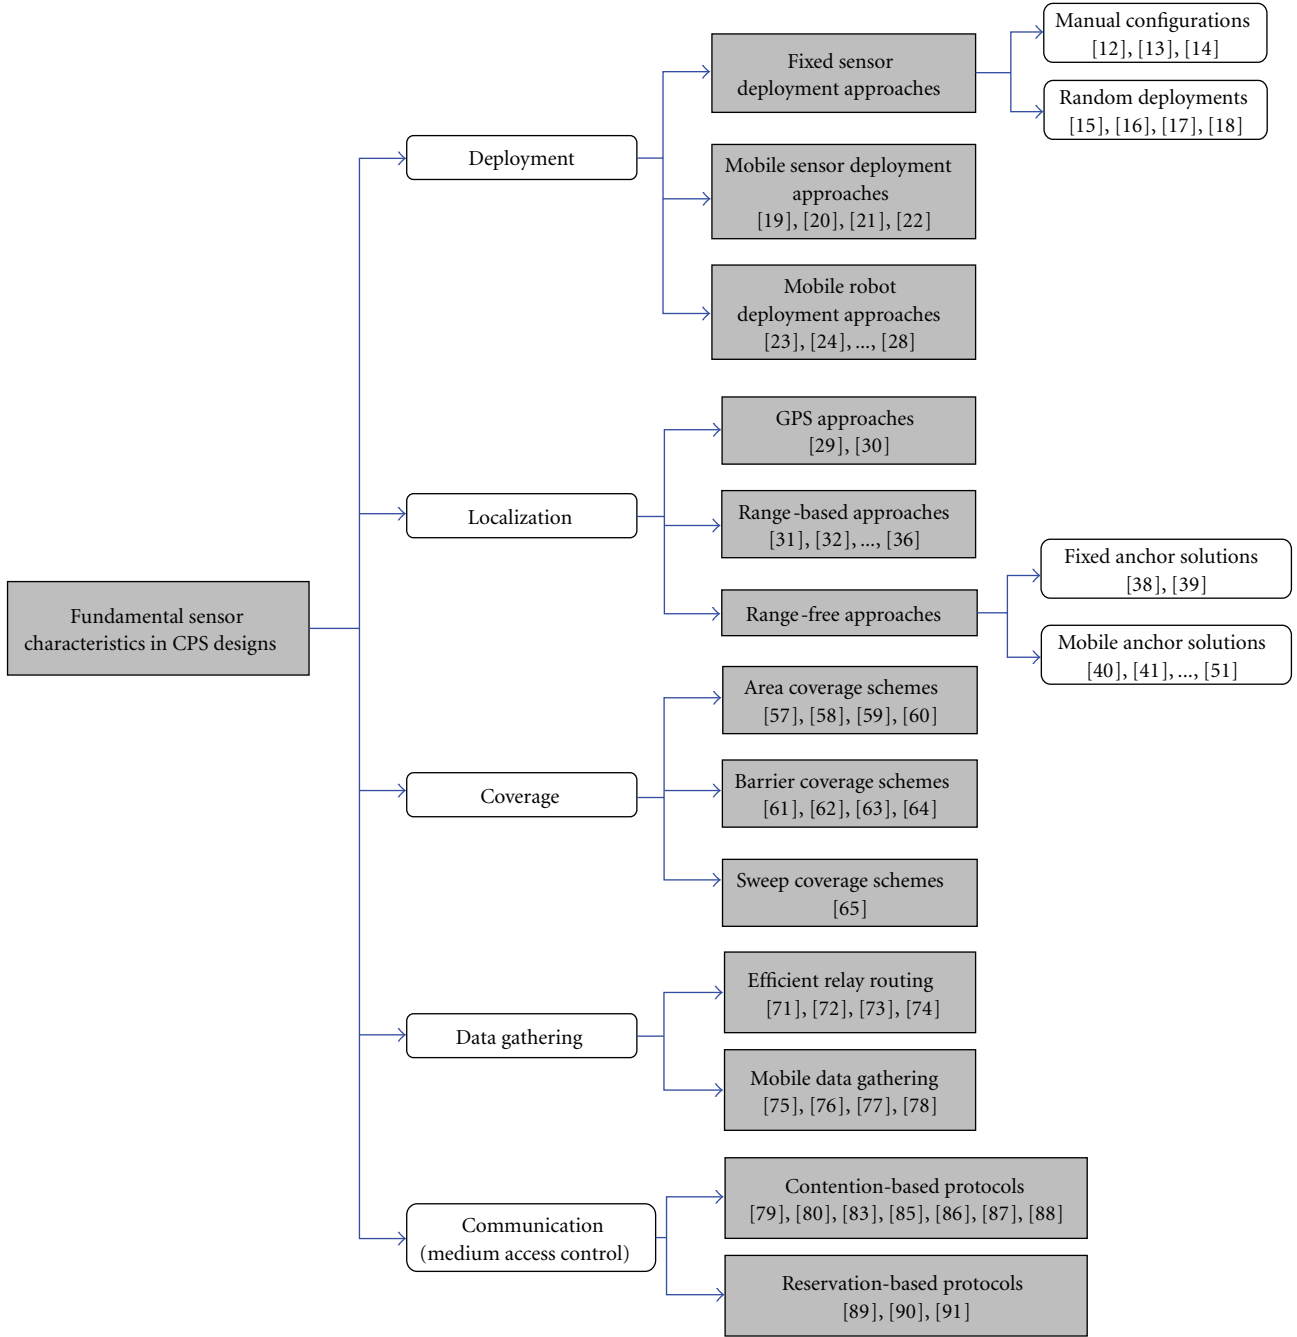 Fundamental sensor
characteristics in CPS designs
Deployment
Fixed sensor
deployment approaches
Manual configurations
[12], [13], [14]
Random deployments
[15], [16], [17], [18]
Mobile sensor deployment
approaches
[19], [20], [21], [22]
Mobile robot
deployment approaches
[23], [24], ..., [28]
Localization
GPS approaches
[29], [30]
Range-based approaches
[31], [32], ..., [36]
Range-free approaches
Fixed anchor solutions
[38], [39]
Mobile anchor solutions
[40], [41], ..., [51]
Coverage
Area coverage schemes
[57], [58], [59], [60]
Barrier coverage schemes
[61], [62], [63], [64]
Sweep coverage schemes
[65]
Data gathering
Efficient relay routing
[71], [72], [73], [74]
Mobile data gathering
[75], [76], [77], [78]
Communication
(medium access control)
Contention-based protocols
[79], [80], [83], [85], [86], [87], [88]
Reservation-based protocols
[89], [90], [91]